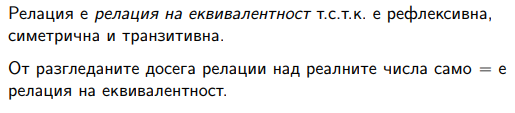 Релация е релация на еквивалентност т.с.т.к. е рефлексивна,
симетрична и транзитивна.
От разгледаните досега релации над реалните числа само = е
релация на еквивалентност.